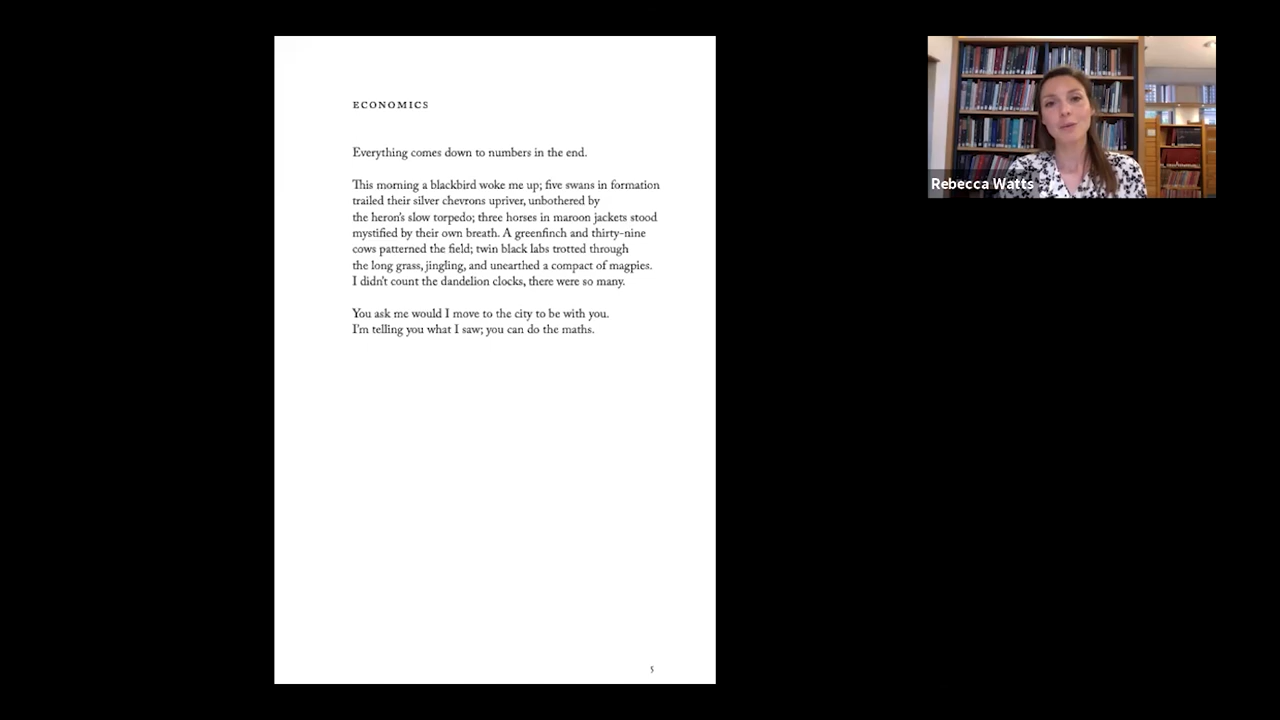 ECONOMICS
Everything comes down to numbers in the end.
This morning a blackbird woke me up; five swans in formation
trailed their silver chevrons upriver, unbothered by
the heron's slow torpedo; three horses in maroon jackets stood
mystified by their own breath. A greenfinch and thirty-nine
cows patterned the field; twin black labs trotted through
the long grass, jingling, and unearthed a compact of magpies.
I didn't count the dandelion clocks, there were so many.
You ask me would I move to the city to be with you.
I'm telling you what I saw; you can do the maths.
5
Rebecca Watts